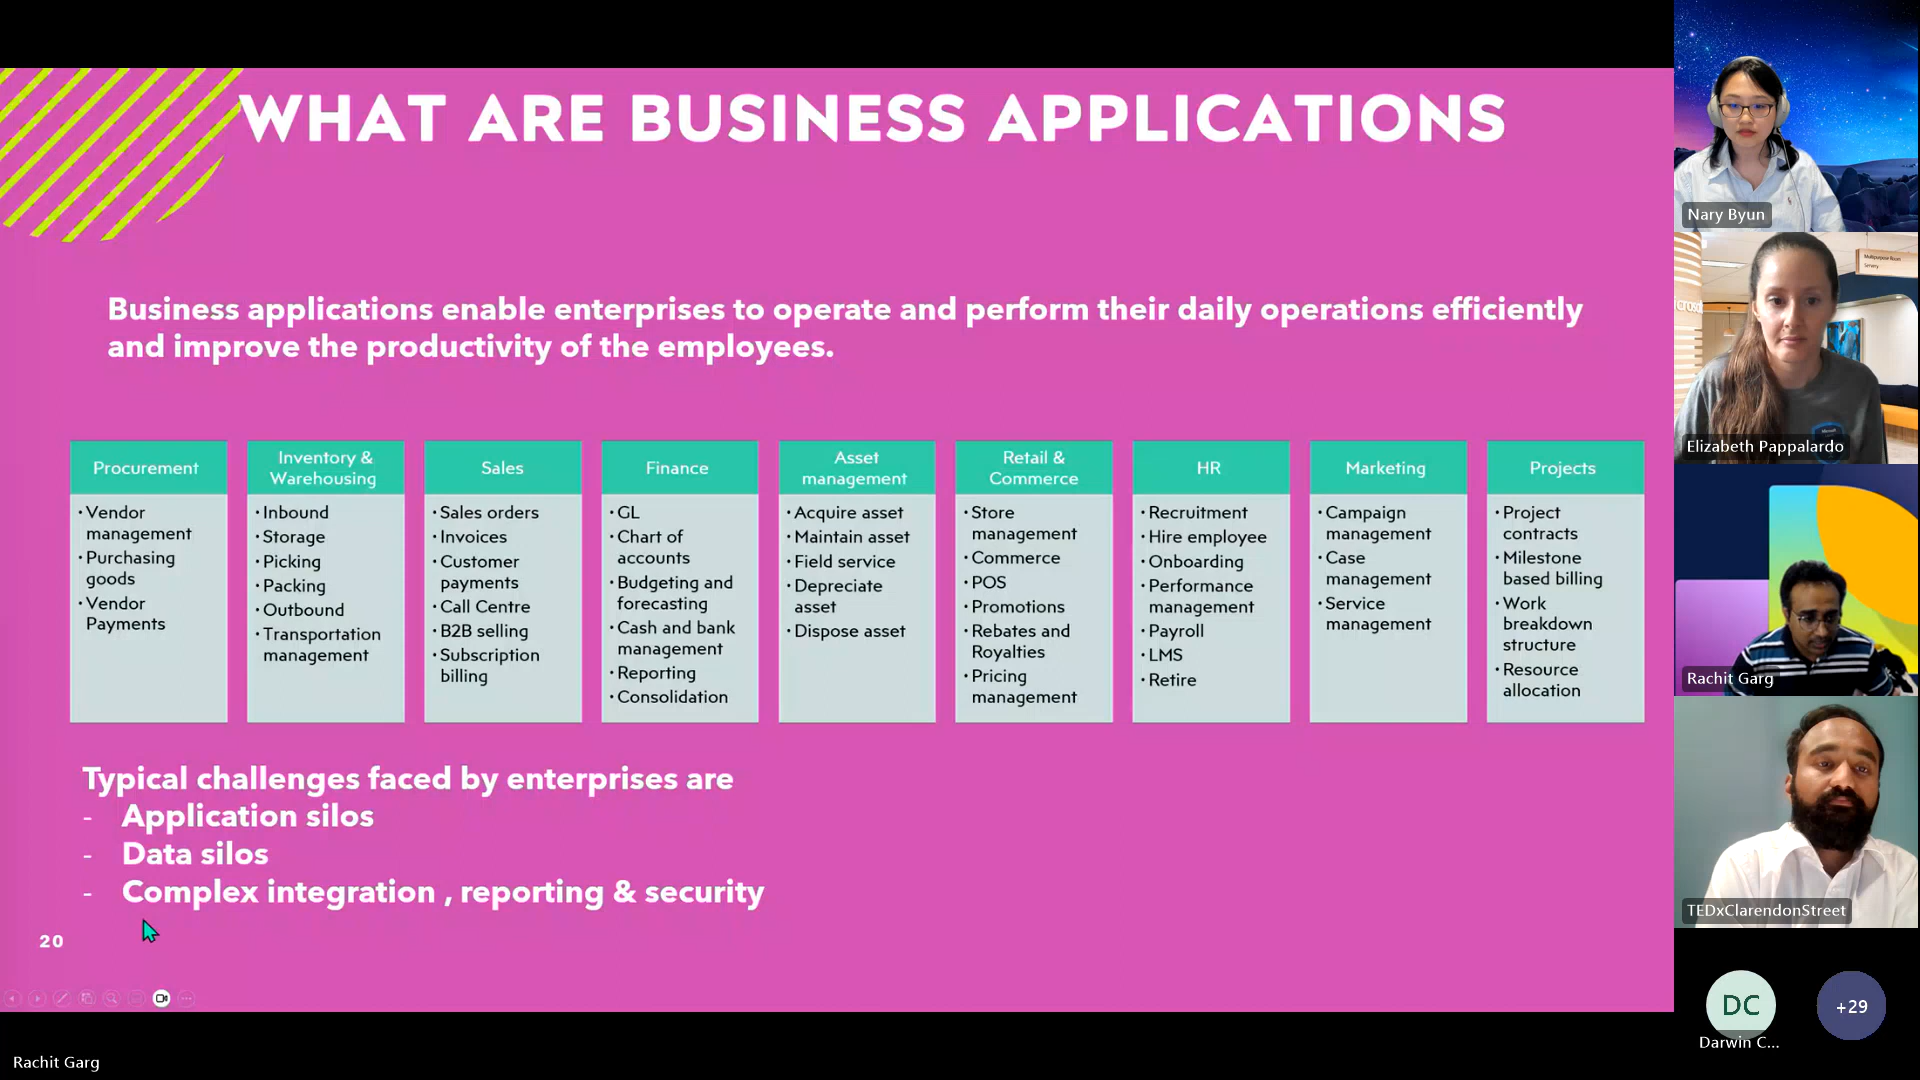 WHAT ARE BUSINESS APPLICATIONS
Business applications enable enterprises to operate and perform their daily operations efficiently
and improve the productivity of the employees.
Procurement
· Vendor
management
· Purchasing
goods
· Vendor
Payments
Inventory &
Warehousing
· Inbound
· Storage
· Picking
· Packing
· Outbound
· Transportation
management
Sales
· Sales orders
· Invoices
· Customer
payments
· Call Centre
· B2B selling
· Subscription
billing
Finance
· GL
· Chart of
accounts
· Budgeting and
forecasting
· Cash and bank
management
· Reporting
· Consolidation
Asset
management
· Acquire asset
· Maintain asset
· Field service
· Depreciate
asset
· Dispose asset
Retail &
Commerce
· Store
management
· Commerce
· POS
· Promotions
· Rebates and
Royalties
· Pricing
management
HR
· Recruitment
· Hire employee
· Onboarding
· Performance
management
· Payroll
· LMS
· Retire
Marketing
· Campaign
management
· Case
management
· Service
management
Projects
· Project
contracts
· Milestone
based billing
· Work
breakdown
structure
· Resource
allocation
Typical challenges faced by enterprises are
- Application silos
- Data silos
- Complex integration , reporting & security
20
Rachit Garg
Nary Byun
Multipurpose Room
Servery
Elizabeth Pappalardo
Rachit Garg
TEDxClarendonStreet
DC
Darwin C...
+29